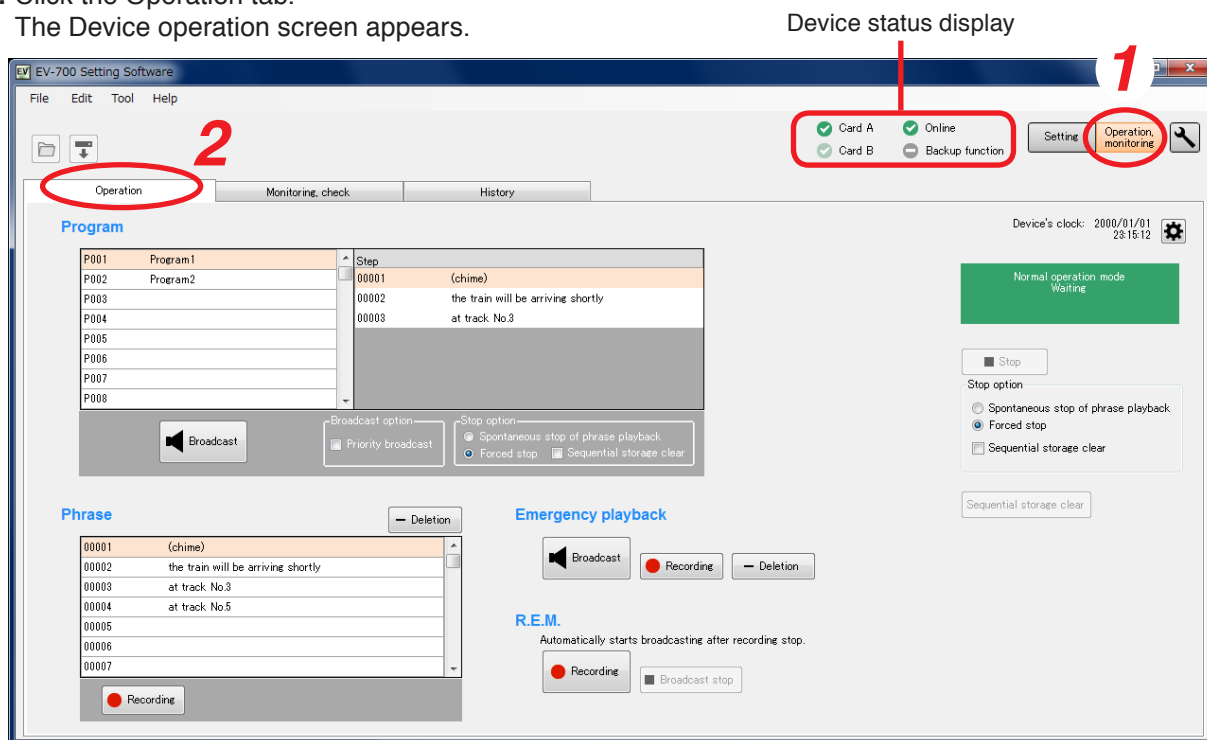 . Click the Operation tab.
The Device operation screen appears.
Device status display
EV EV-700 Setting Software
1
File Edit Tool Help
2
Card A Online
Card B Backup function
Setting Operation, monitoring
Operation Monitoring, check History
Program
Device's clock: 2000/01/01
23:15:12
P001 Program1
P002 Program2
P003
P004
P005
P006
P007
P008
Step
00001 (chime)
00002 the train will be arriving shortly
00003 at track No.3
Normal operation mode
Waiting
Stop
Stop option
Spontaneous stop of phrase playback
Forced stop
Sequential storage clear
Sequential storage clear
Broadcast
Broadcast option
Priority broadcast
Stop option
Spontaneous stop of phrase playback
Forced stop Sequential storage clear
Phrase
Deletion
00001 (chime)
00002 the train will be arriving shortly
00003 at track No.3
00004 at track No.5
00005
00006
00007
Recording
Emergency playback
Broadcast Recording Deletion
R.E.M.
Automatically starts broadcasting after recording stop.
Recording Broadcast stop